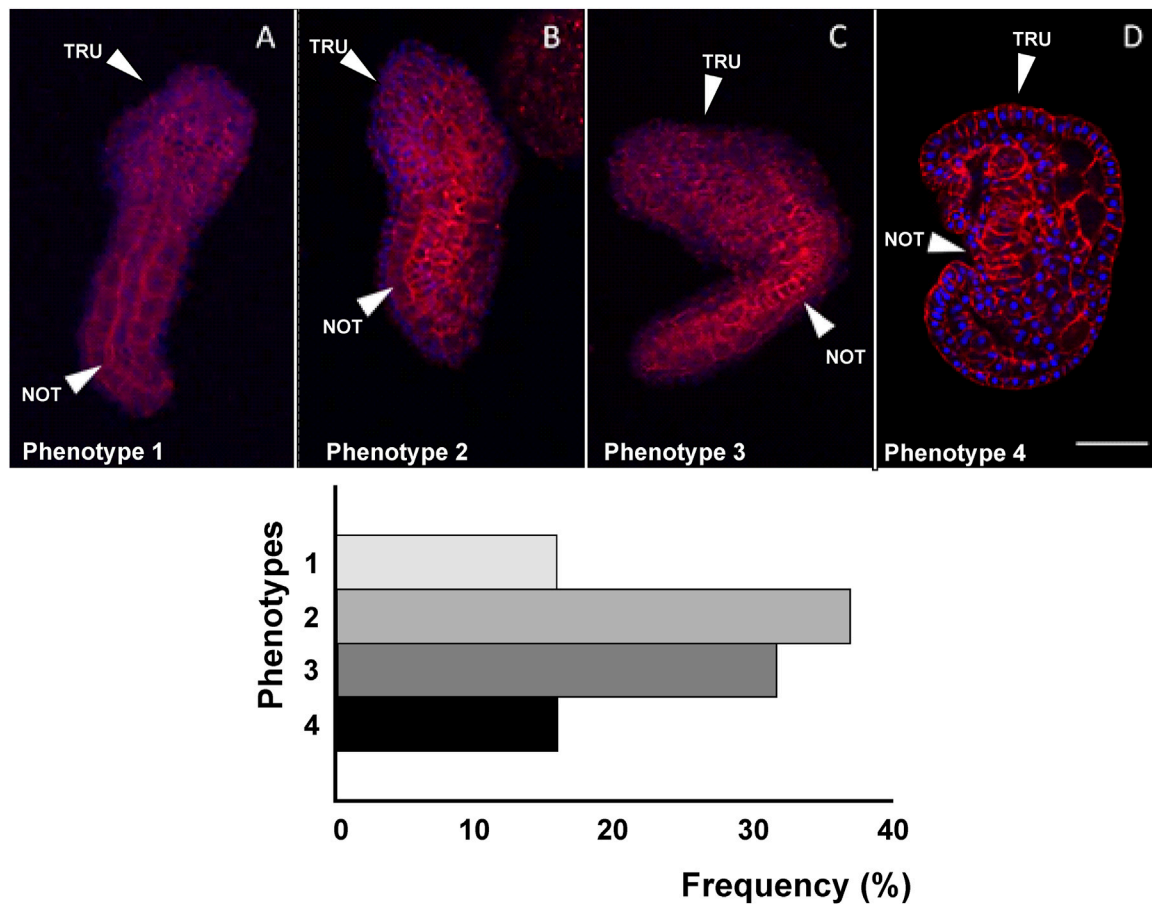 A
TRU
NOT
Phenotype 1
B
TRU
NOT
Phenotype 2
C
TRU
NOT
Phenotype 3
D
TRU
NOT
Phenotype 4
Phenotypes
1
2
3
4
0 10 20 30 40
Frequency (%)